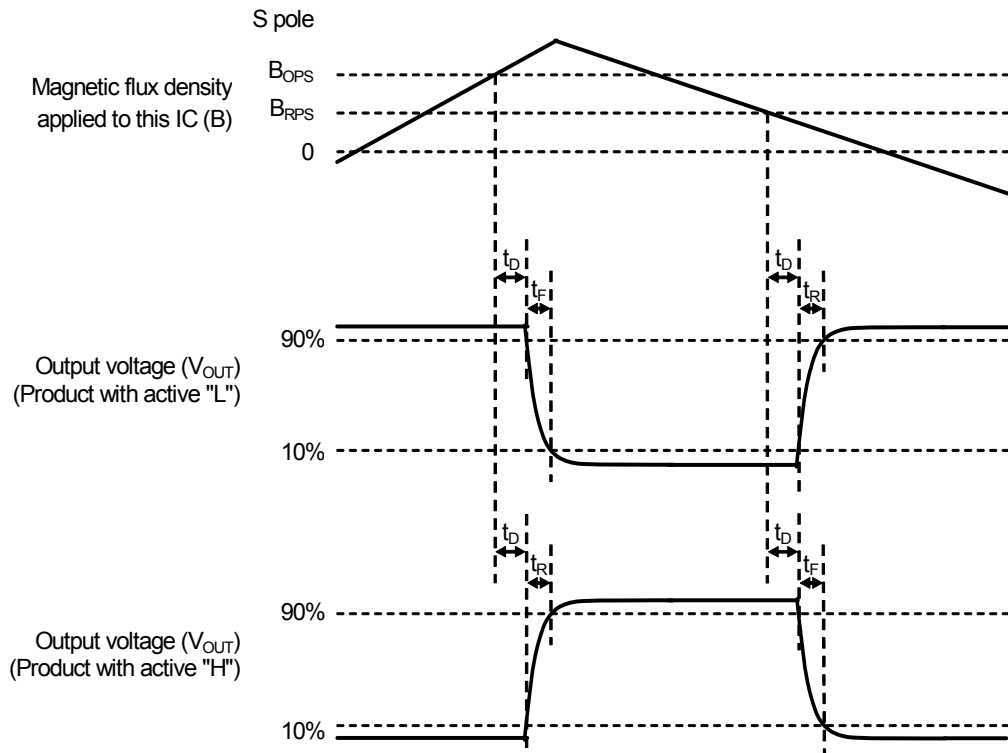 S pole
Magnetic flux density
applied to this IC (B)
BOPS
BRPS
0
tD
tF
tD
tR
Output voltage (VOUT)
(Product with active "L")
90%
10%
tD
tR
tD
tF
Output voltage (VOUT)
(Product with active "H")
90%
10%